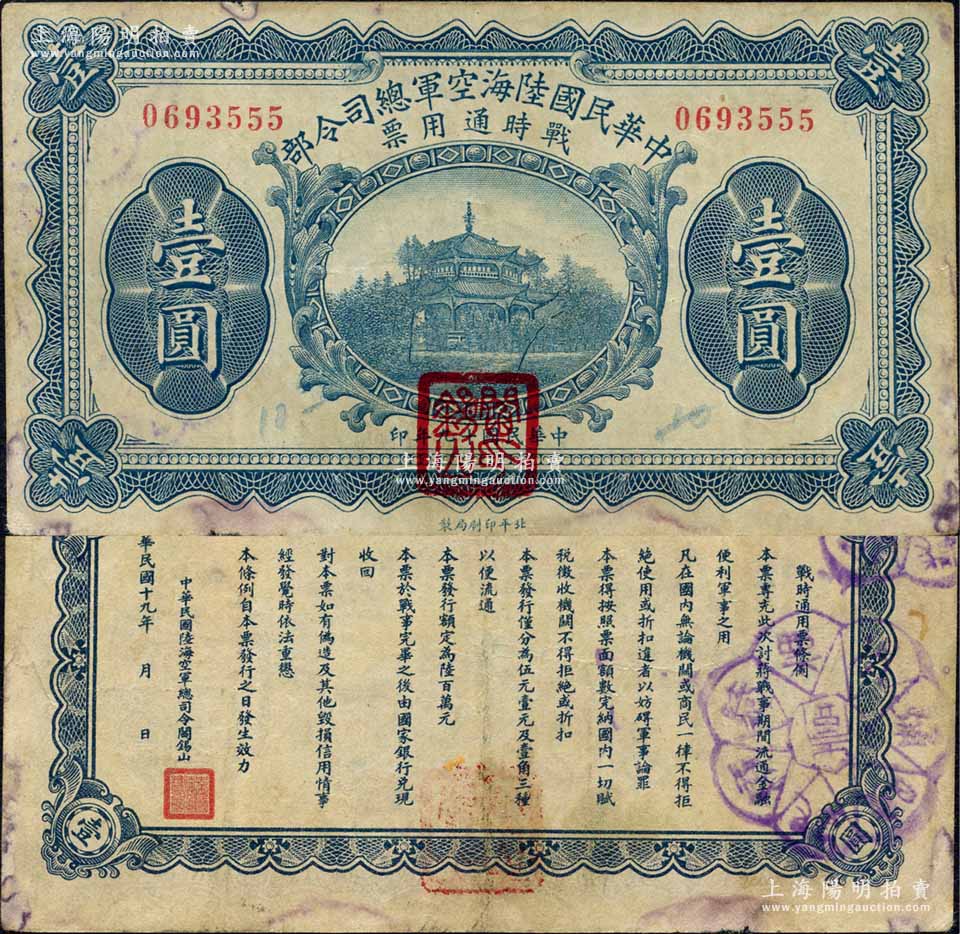 上海陽明拍賣
www.yangmingauction.com
壹
壹
中華民國陸海空軍總司令部
戰時通用票
0693555
0693555
壹圓
壹圓
中華民國十九年印
閻錫山
上海陽明拍賣
www.yangmingauction.com
壹
壹
北平印刷局製
戰時通用票條例
本票專充此次討蔣戰事期間流通金融
便利軍事之用
凡在國內無論機關或商民一律不得拒
絕使用或折扣違者以妨碍軍事論罪
本票得按照票面額數完納國內一切賦
稅徵收機關不得拒絕或折扣
本票發行僅分為伍元壹元及壹角三種
以便流通
本票發行額定為陸百萬元
本票於戰事完畢之後由國家銀行兌現
收回
對本票如有偽造及其他毀損信用情事
經發覺時依法重懲
本條例自本票發行之日發生效力
中華民國陸海空軍總司令閻錫山
華民國十九年 月 日
圓
壹
上海陽明拍賣
www.yangmingauction.com